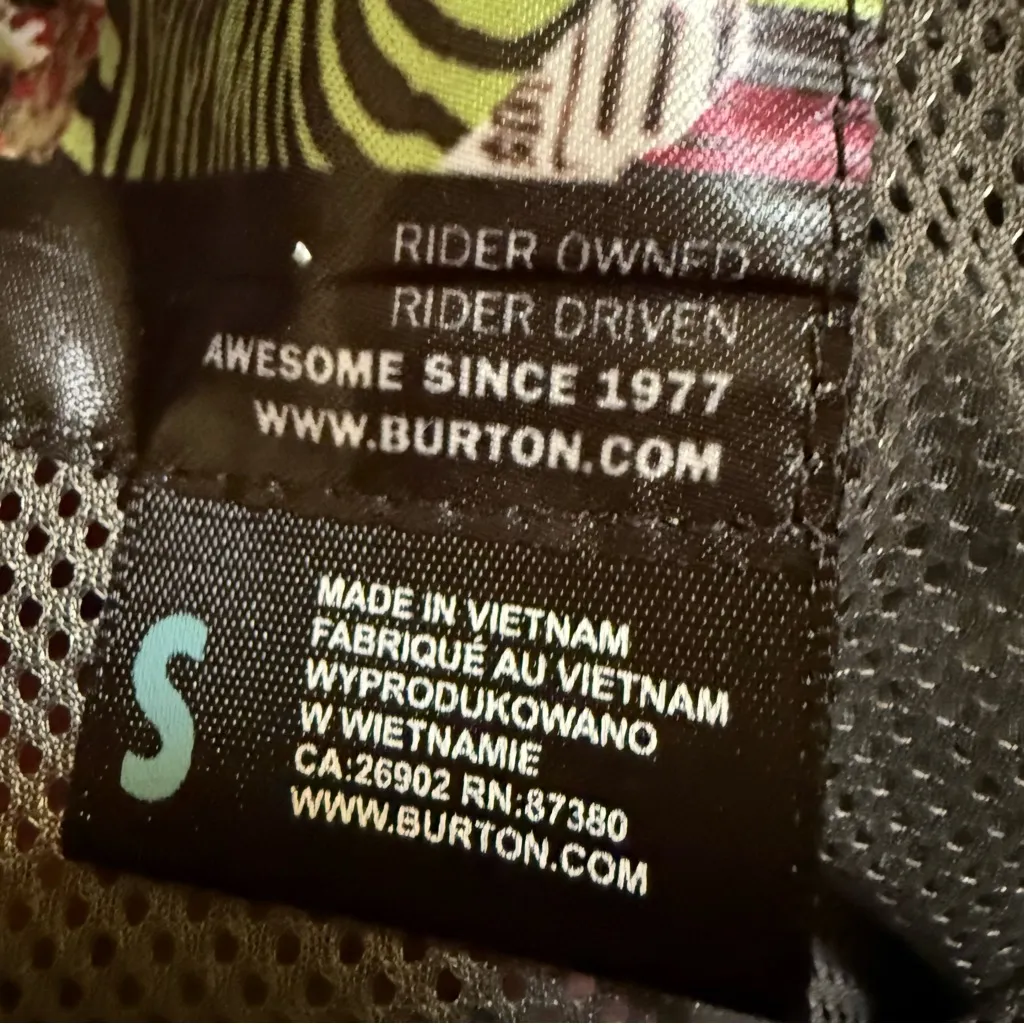 RIDER OWNED
RIDER DRIVEN
AWESOME SINCE 1977
WWW.BURTON.COM
S
MADE IN VIETNAM
FABRIQUÉ AU VIETNAM
WYPRODUKOWANO
W WIETNAMIE
CA:26902 RN:87380
WWW.BURTON.COM